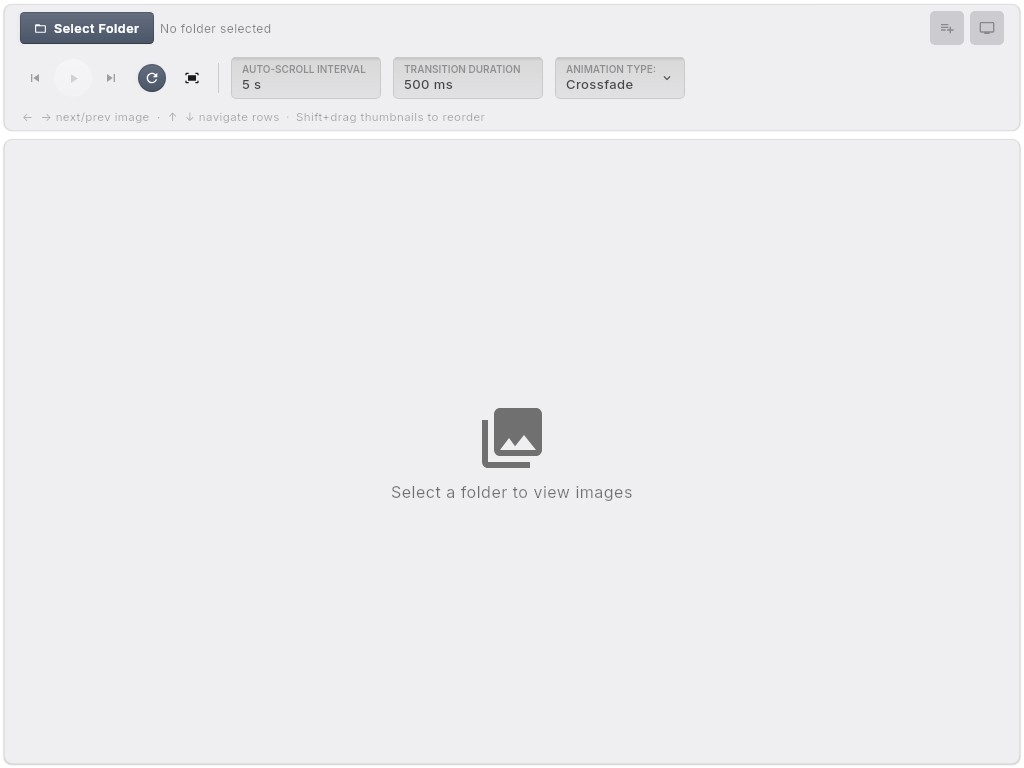 Select Folder
No folder selected
AUTO-SCROLL INTERVAL
5 s
TRANSITION DURATION
500 ms
ANIMATION TYPE:
Crossfade
← → next/prev image · ↑ ↓ navigate rows · Shift+drag thumbnails to reorder
Select a folder to view images